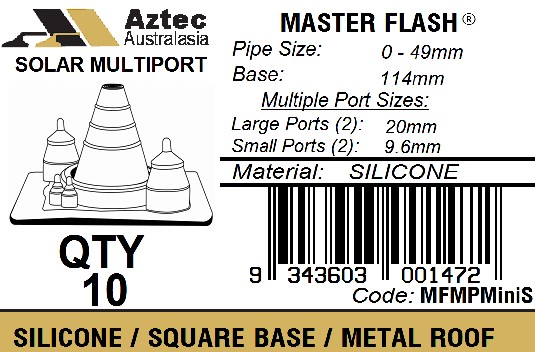 Aztec
Australasia
SOLAR MULTIPORT
QTY
10
MASTER FLASH®
Pipe Size: 0 - 49mm
Base: 114mm
Multiple Port Sizes:
Large Ports (2): 20mm
Small Ports (2): 9.6mm
Material: SILICONE
9 343603 001472
Code: MFMPMiniS
SILICONE / SQUARE BASE / METAL ROOF